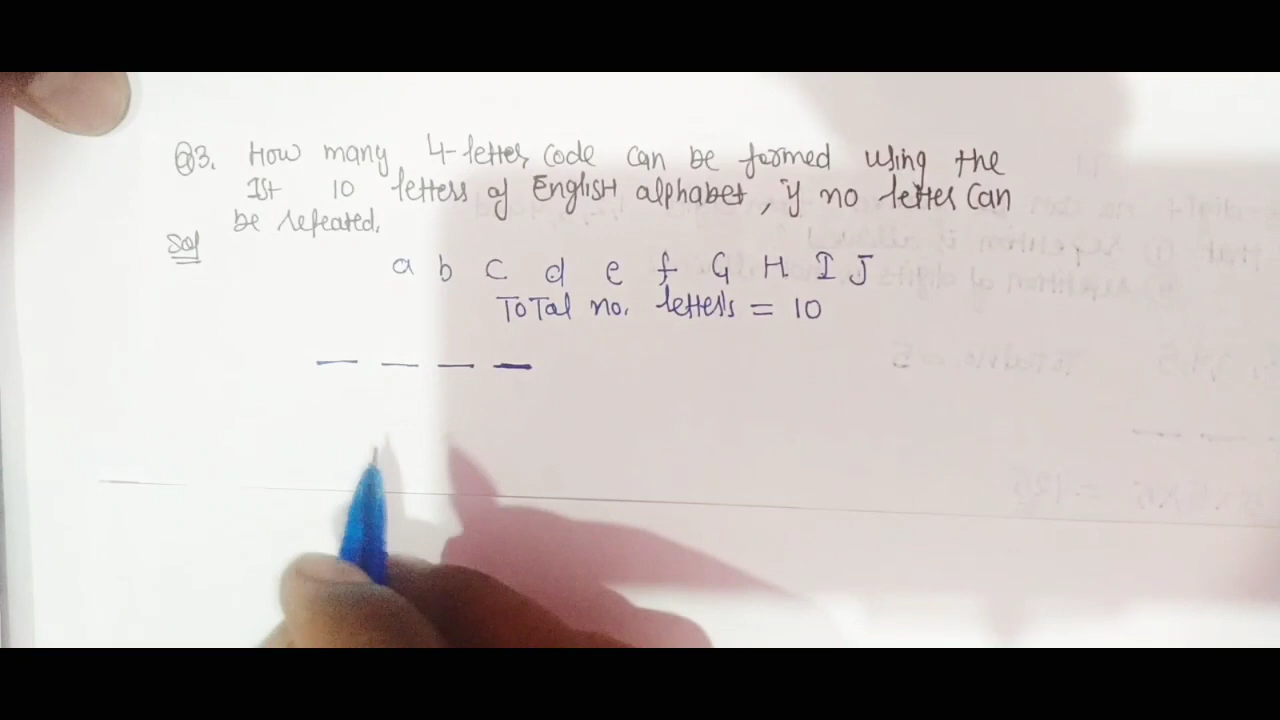 Q3. How many 4-letter code can be formed using the
Ist 10 letters of English alphabet, if no letter can
be repeated.
Sol
a b c d e f G H I J
ToTal no. letters = 10